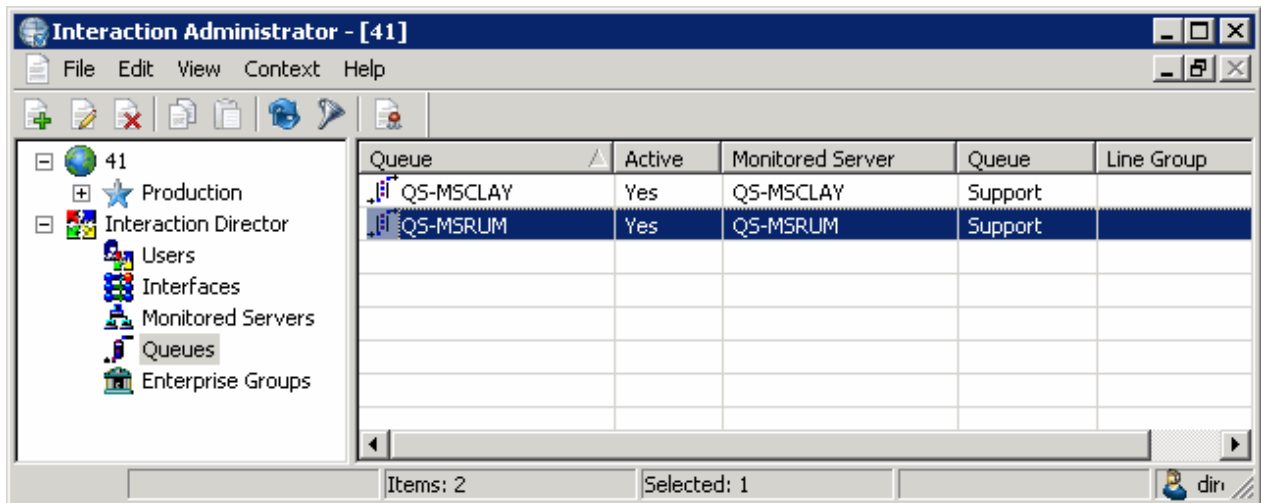 Interaction Administrator - [41]
File Edit View Context Help
41
Production
Interaction Director
Users
Interfaces
Monitored Servers
Queues
Enterprise Groups
Queue Active Monitored Server Queue Line Group
QS-MSCLAY Yes QS-MSCLAY Support
QS-MSRUM Yes QS-MSRUM Support
Items: 2 Selected: 1